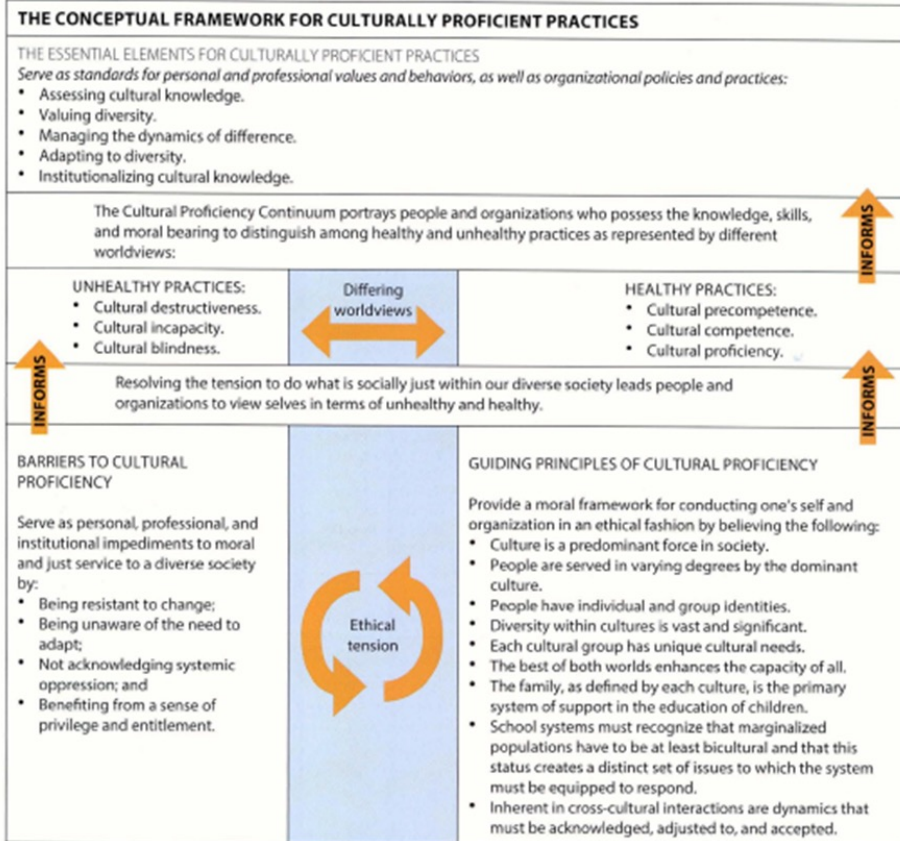 THE CONCEPTUAL FRAMEWORK FOR CULTURALLY PROFICIENT PRACTICES
THE ESSENTIAL ELEMENTS FOR CULTURALLY PROFICIENT PRACTICES
Serve as standards for personal and professional values and behaviors, as well as organizational policies and practices:
• Assessing cultural knowledge.
• Valuing diversity.
• Managing the dynamics of difference.
• Adapting to diversity.
• Institutionalizing cultural knowledge.
The Cultural Proficiency Continuum portrays people and organizations who possess the knowledge, skills,
and moral bearing to distinguish among healthy and unhealthy practices as represented by different
worldviews:
INFORMS
UNHEALTHY PRACTICES:
• Cultural destructiveness.
• Cultural incapacity.
• Cultural blindness.
Differing
worldviews
HEALTHY PRACTICES:
• Cultural precompetence.
• Cultural competence.
• Cultural proficiency.
INFORMS
Resolving the tension to do what is socially just within our diverse society leads people and
organizations to view selves in terms of unhealthy and healthy.
INFORMS
BARRIERS TO CULTURAL
PROFICIENCY
Serve as personal, professional, and
institutional impediments to moral
and just service to a diverse society
by:
• Being resistant to change;
• Being unaware of the need to
adapt;
• Not acknowledging systemic
oppression; and
• Benefiting from a sense of
privilege and entitlement.
Ethical
tension
GUIDING PRINCIPLES OF CULTURAL PROFICIENCY
Provide a moral framework for conducting one's self and
organization in an ethical fashion by believing the following:
• Culture is a predominant force in society.
• People are served in varying degrees by the dominant
culture.
• People have individual and group identities.
• Diversity within cultures is vast and significant.
• Each cultural group has unique cultural needs.
• The best of both worlds enhances the capacity of all.
• The family, as defined by each culture, is the primary
system of support in the education of children.
• School systems must recognize that marginalized
populations have to be at least bicultural and that this
status creates a distinct set of issues to which the system
must be equipped to respond.
• Inherent in cross-cultural interactions are dynamics that
must be acknowledged, adjusted to, and accepted.